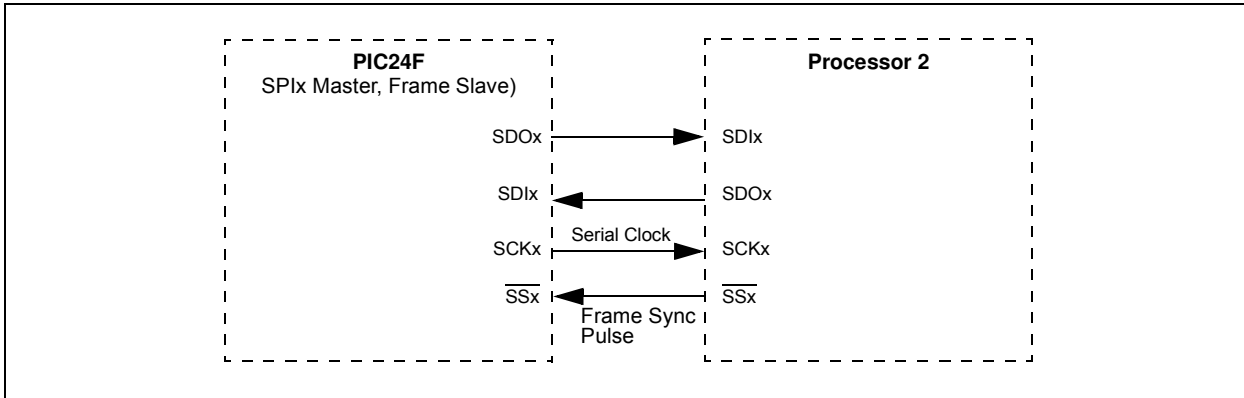 PIC24F
SPIx Master, Frame Slave)
Processor 2
SDOx
SDIx
SDIx
SDOx
SCKx
Serial Clock
SCKx
SSx
Frame Sync
Pulse
SSx